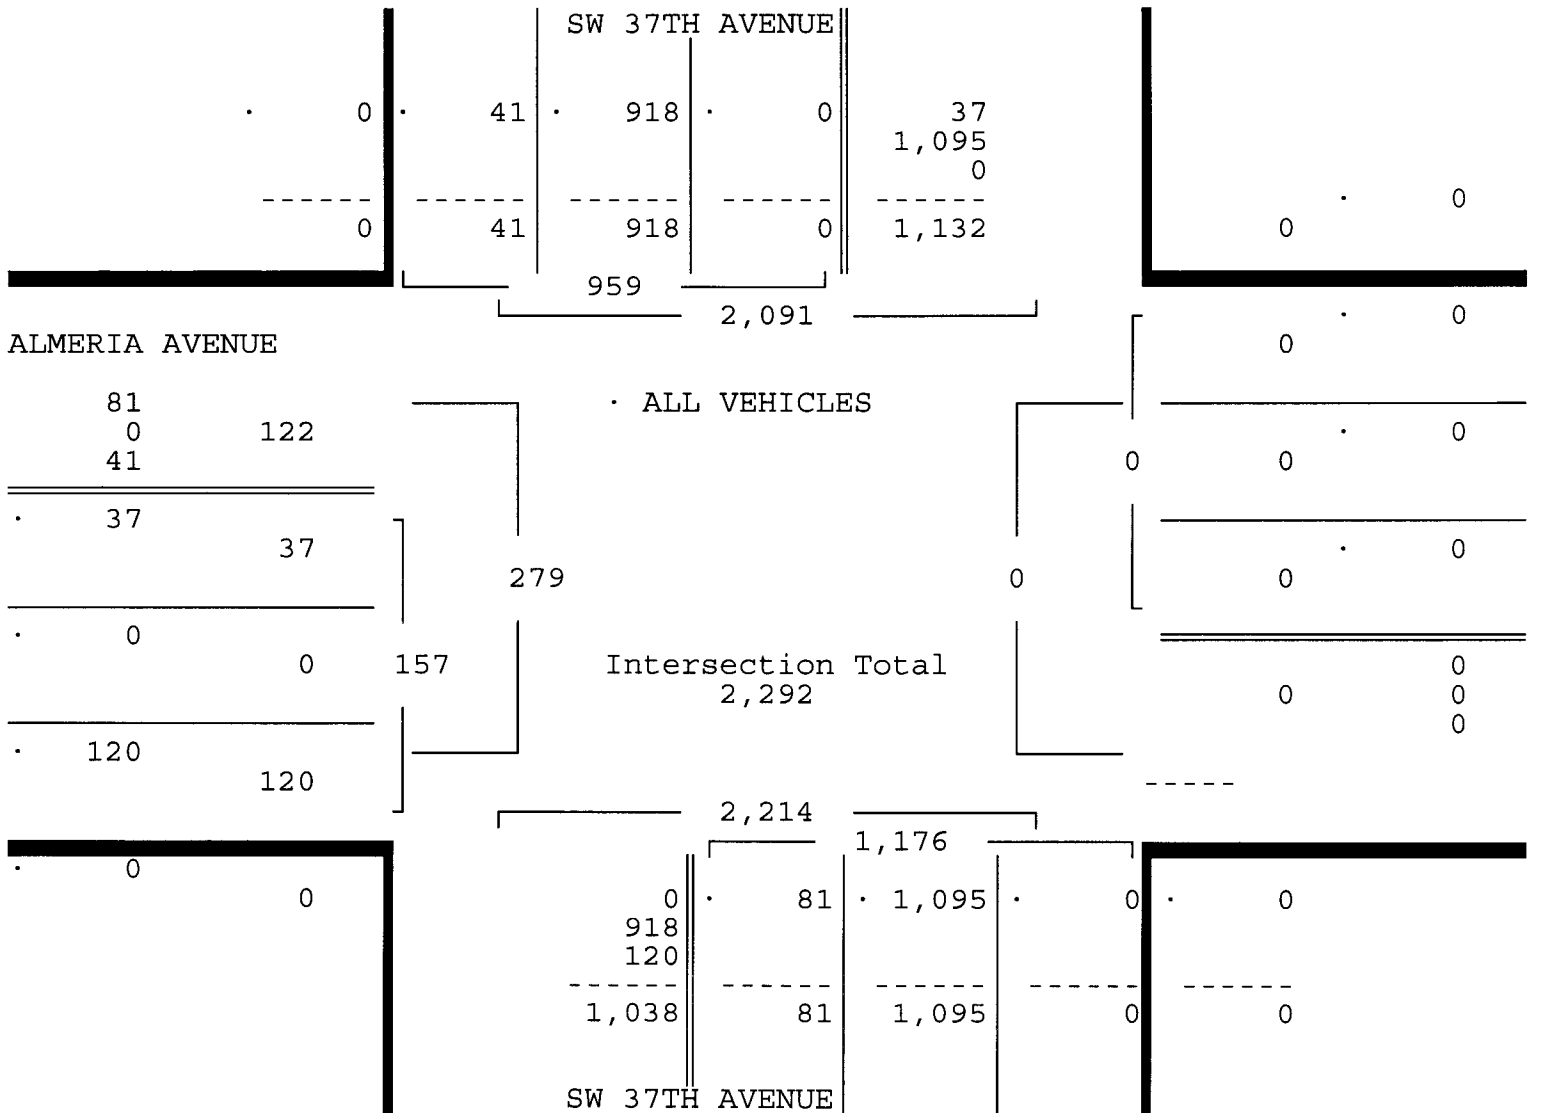 SW 37TH AVENUE
· 0 · 41 · 918 · 0 37
1,095
0
------ ------ ------ ------ ------ · 0
0 41 918 0 1,132 0
959
2,091 · 0
ALMERIA AVENUE 0
81 · ALL VEHICLES
0 122 · 0
41 0 0
· 37
37 · 0
279 0 0
· 0
0 157 Intersection Total 0
2,292 0 0
0
· 120
120 -----
2,214
1,176
· 0
0 0 · 81 · 1,095 · 0 · 0
918
120
------ ------ ------ ------ ------
1,038 81 1,095 0 0
SW 37TH AVENUE